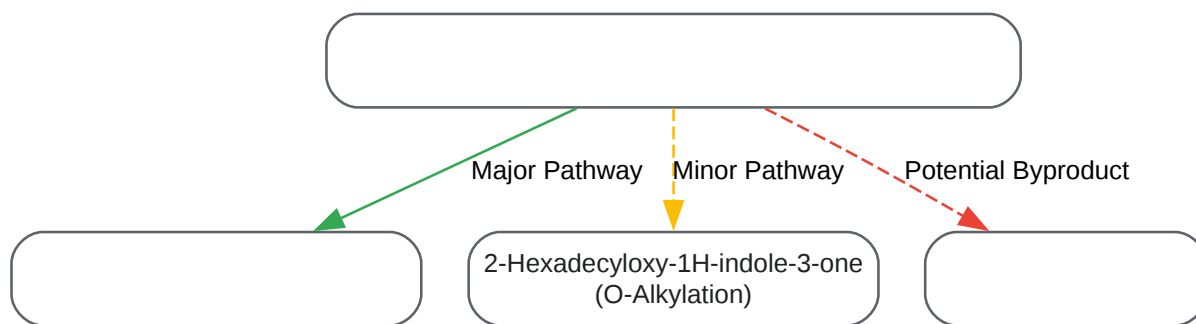 Major Pathway
Minor Pathway
Potential Byproduct
2-Hexadecyloxy-1H-indole-3-one
(O-Alkylation)